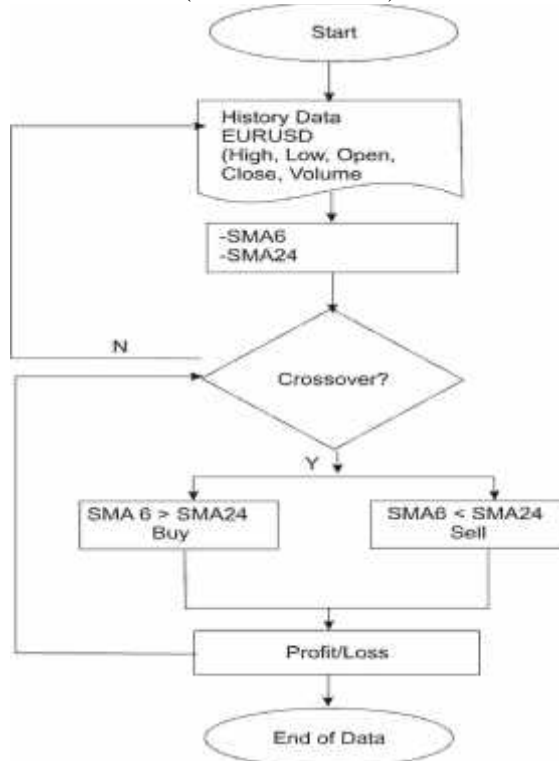 Start
History Data
EURUSD
(High, Low, Open,
Close, Volume
-SMA6
-SMA24
N
Crossover?
Y
SMA 6 > SMA24
Buy
SMA6 < SMA24
Sell
Profit/Loss
End of Data